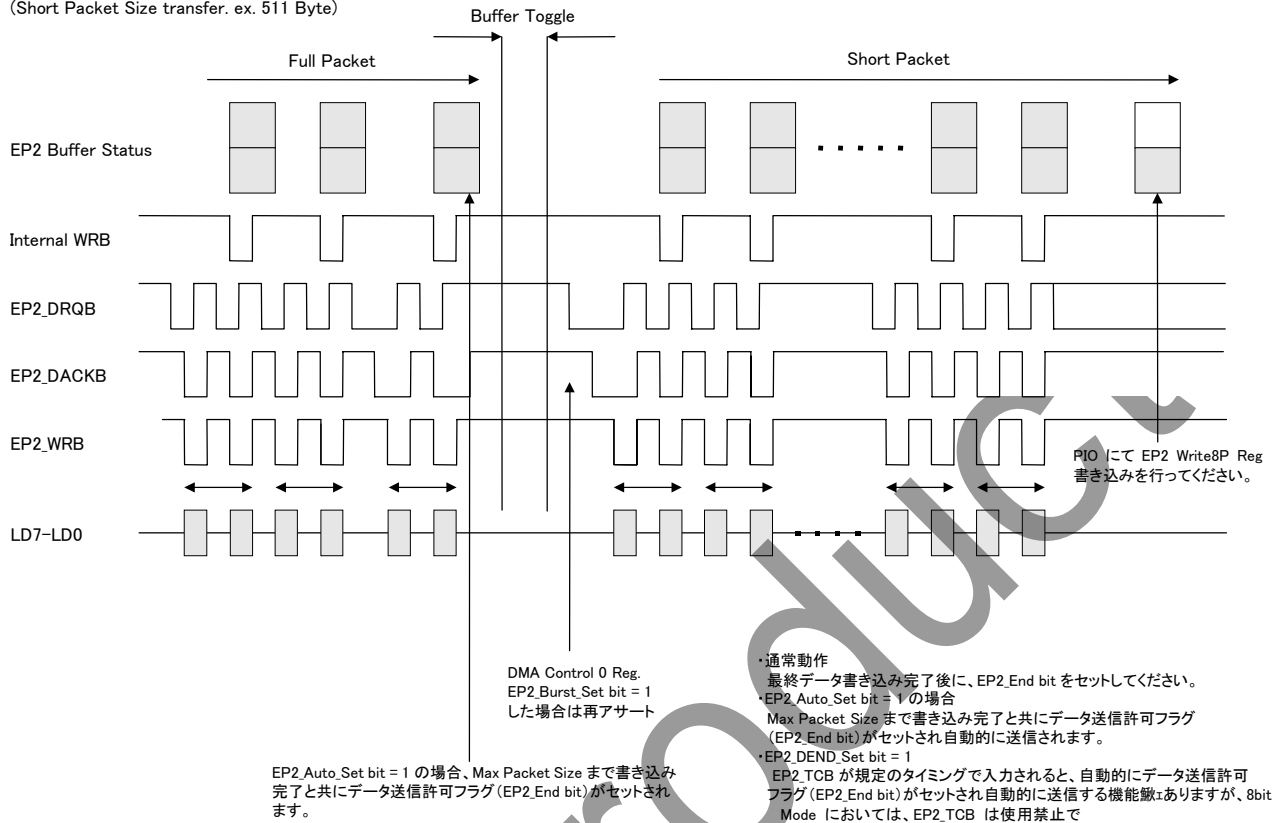 (Short Packet Size transfer. ex. 511 Byte)
Buffer Toggle
Full Packet
Short Packet
EP2 Buffer Status
Internal WRB
EP2_DRQB
EP2_DACKB
EP2_WRB
PIO にて EP2 Write8P Reg
書き込みを行ってください。
LD7-LD0
DMA Control 0 Reg.
EP2_Burst_Set bit = 1
した場合は再アサート
・通常動作
最終データ書き込み完了後に、EP2_End bit をセットしてください。
・EP2_Auto_Set bit = 1 の場合
Max Packet Size まで書き込み完了と共にデータ送信許可フラグ
(EP2_End bit)がセットされ自動的に送信されます。
・EP2_DEND_Set bit = 1
EP2_TCB が規定のタイミングで入力されると、自動的にデータ送信許可
フラグ(EP2_End bit)がセットされ自動的に送信する機能ありますが、8bit
Mode においては、EP2_TCB は使用禁止で
EP2_Auto_Set bit = 1 の場合、Max Packet Size まで書き込み
完了と共にデータ送信許可フラグ(EP2_End bit)がセットされ
ます。